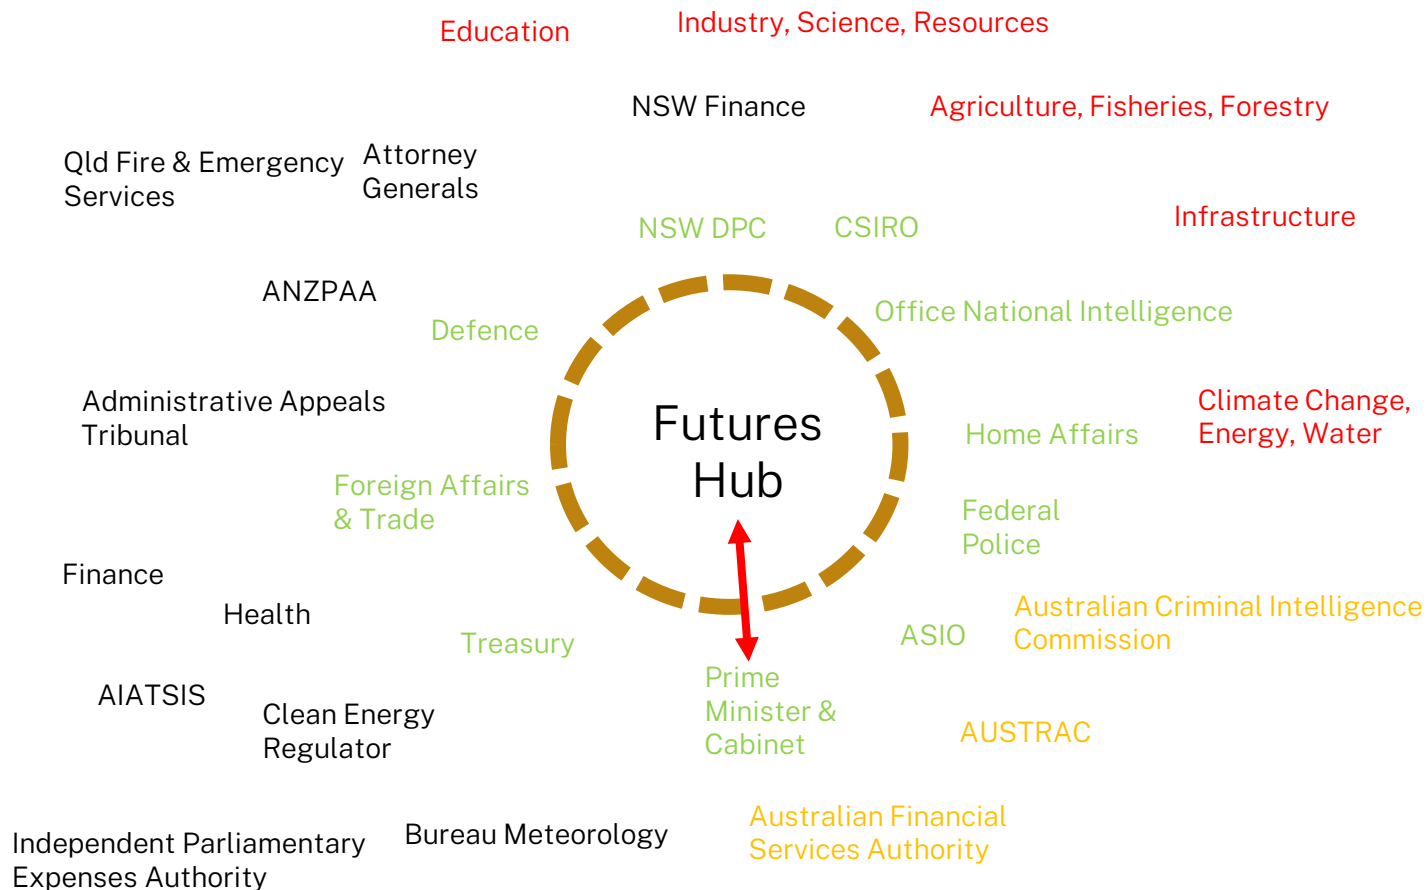 Education
Industry, Science, Resources
NSW Finance
Agriculture, Fisheries, Forestry
Qld Fire & Emergency
Services
Attorney
Generals
NSW DPC
CSIRO
Infrastructure
ANZPAA
Defence
Office National Intelligence
Administrative Appeals
Tribunal
Futures
Hub
Home Affairs
Climate Change,
Energy, Water
Foreign Affairs
& Trade
Federal
Police
Finance
Health
Treasury
ASIO
Australian Criminal Intelligence
Commission
AIATSIS
Clean Energy
Regulator
Prime
Minister &
Cabinet
AUSTRAC
Independent Parliamentary
Expenses Authority
Bureau Meteorology
Australian Financial
Services Authority